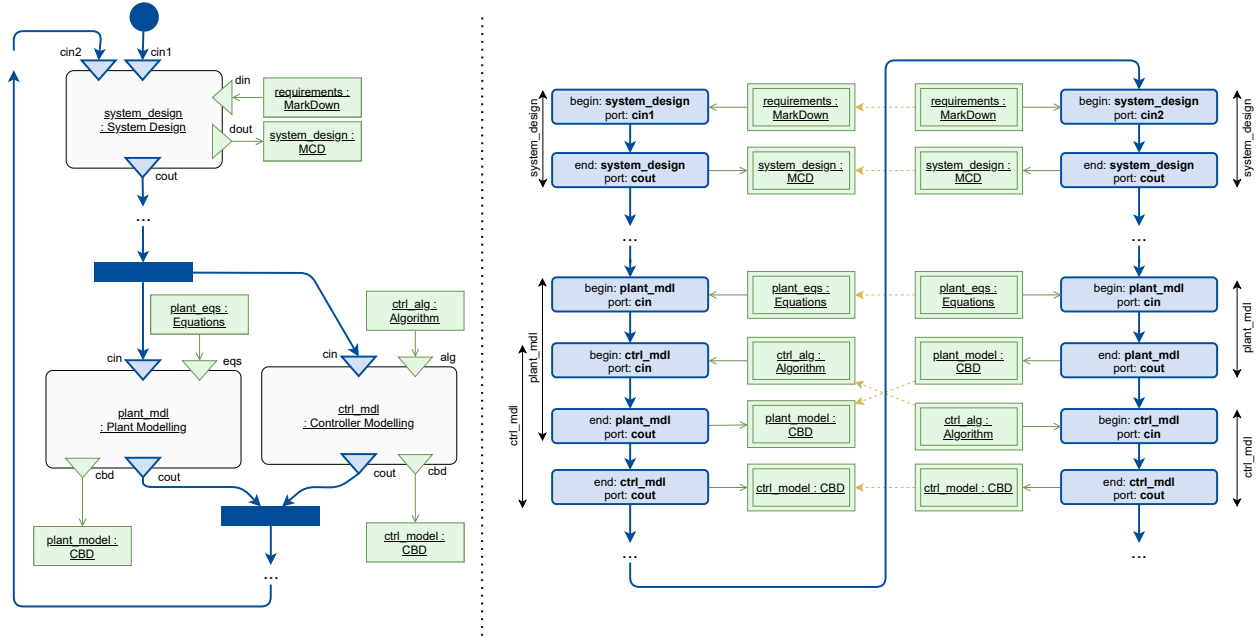 cin2
cin1
din
system_design
: System Design
requirements :
MarkDown
dout
system_design :
MCD
cout
...
plant_eqs :
Equations
ctrl_alg :
Algorithm
cin
eqs
cin
alg
plant_mdl
: Plant Modelling
ctrl_mdl
: Controller Modelling
cbd
cout
cout
cbd
plant_model :
CBD
ctrl_model :
CBD
...
system_design
begin: system_design
port: cin1
requirements :
MarkDown
end: system_design
port: cout
system_design :
MCD
...
plant_mdl
ctrl_mdl
begin: plant_mdl
port: cin
plant_eqs :
Equations
begin: ctrl_mdl
port: cin
ctrl_alg :
Algorithm
end: plant_mdl
port: cout
plant_model :
CBD
end: ctrl_mdl
port: cout
ctrl_model : CBD
...
requirements :
MarkDown
begin: system_design
port: cin2
system_design :
MCD
end: system_design
port: cout
system_design
...
plant_eqs :
Equations
begin: plant_mdl
port: cin
plant_model :
CBD
end: plant_mdl
port: cout
plant_mdl
ctrl_alg :
Algorithm
begin: ctrl_mdl
port: cin
ctrl_model : CBD
end: ctrl_mdl
port: cout
ctrl_mdl
...